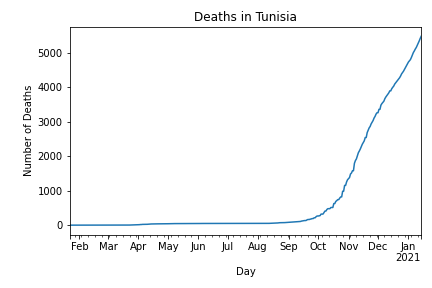 Deaths in Tunisia
Number of Deaths
5000
4000
3000
2000
1000
0
Feb Mar Apr May Jun Jul Aug Sep Oct Nov Dec Jan
2021
Day